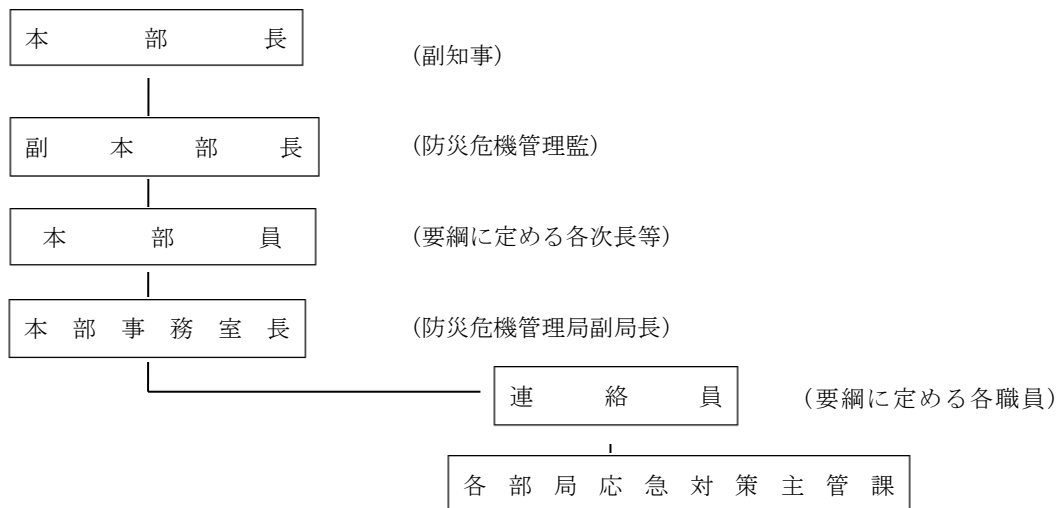 本部長
(副知事)
副本部長
(防災危機管理監)
本部員
(要綱に定める各次長等)
本部事務室長
(防災危機管理局副局長)
連絡員
(要綱に定める各職員)
各部局応急対策主管課